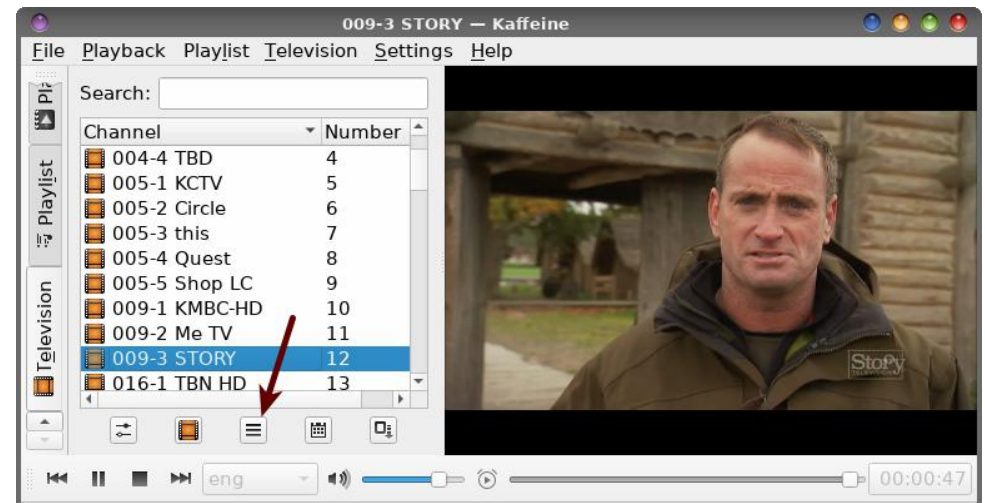 009-3 STORY — Kaffeine
File Playback Playlist Television Settings Help
Search:
Channel Number
004-4 TBD 4
005-1 KCTV 5
005-2 Circle 6
005-3 this 7
005-4 Quest 8
005-5 Shop LC 9
009-1 KMBC-HD 10
009-2 Me TV 11
009-3 STORY 12
016-1 TBN HD 13
Pl
Playlist
Television
Story
TELEVISION
eng
00:00:47